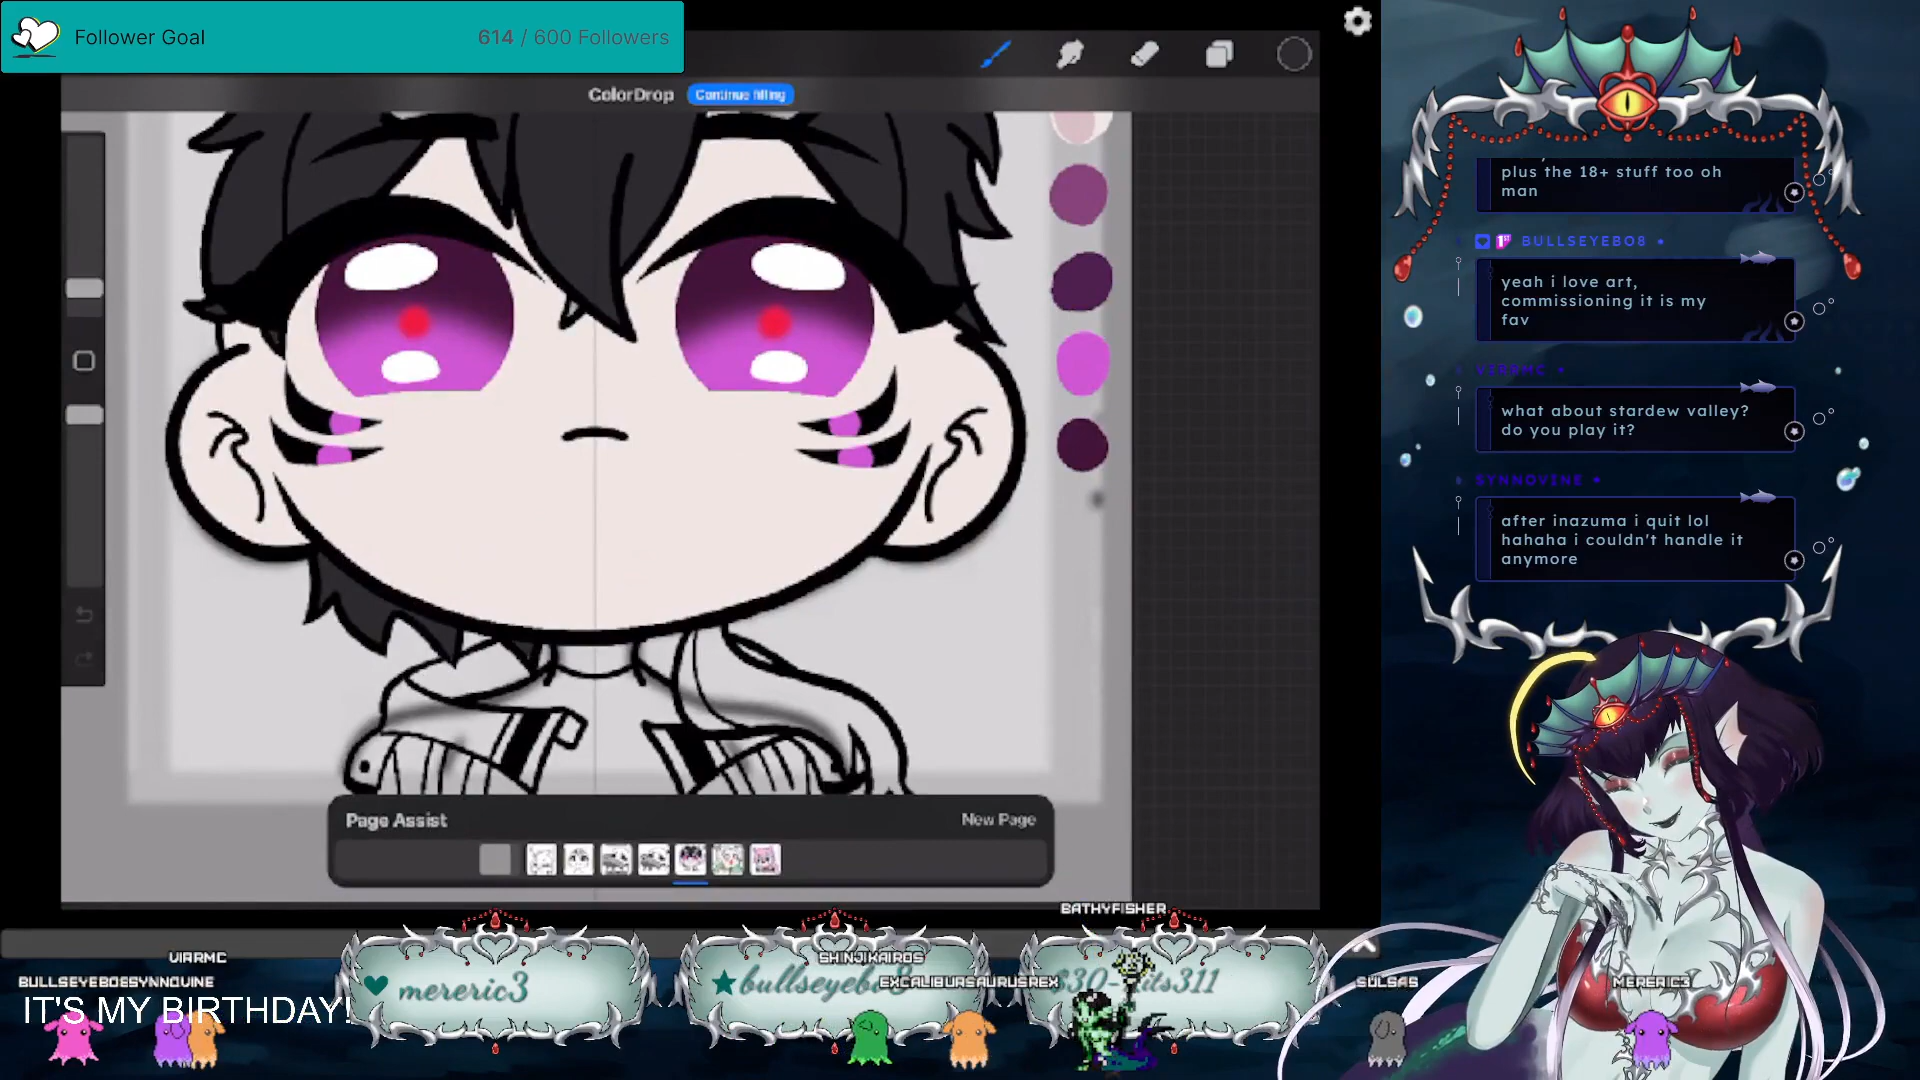 Follower Goal
614 / 600 Followers
ColorDrop
Continue filling
plus the 18+ stuff too oh
man
BULLSEYEBO8
yeah i love art,
commissioning it is my
fav
VIRRMC
what about stardew valley?
do you play it?
SYNNOVINE
after inazuma i quit lol
hahaha i couldn't handle it
anymore
Page Assist
New Page
BATHYFISHER
VIRRMC
SHINJIKAIROS
BULLSEYEBO8SYNNOVINE
EXCALIBURSAURUSREX
SULSAS
MERERIC3
mereric3
IT'S MY BIRTHDAY!